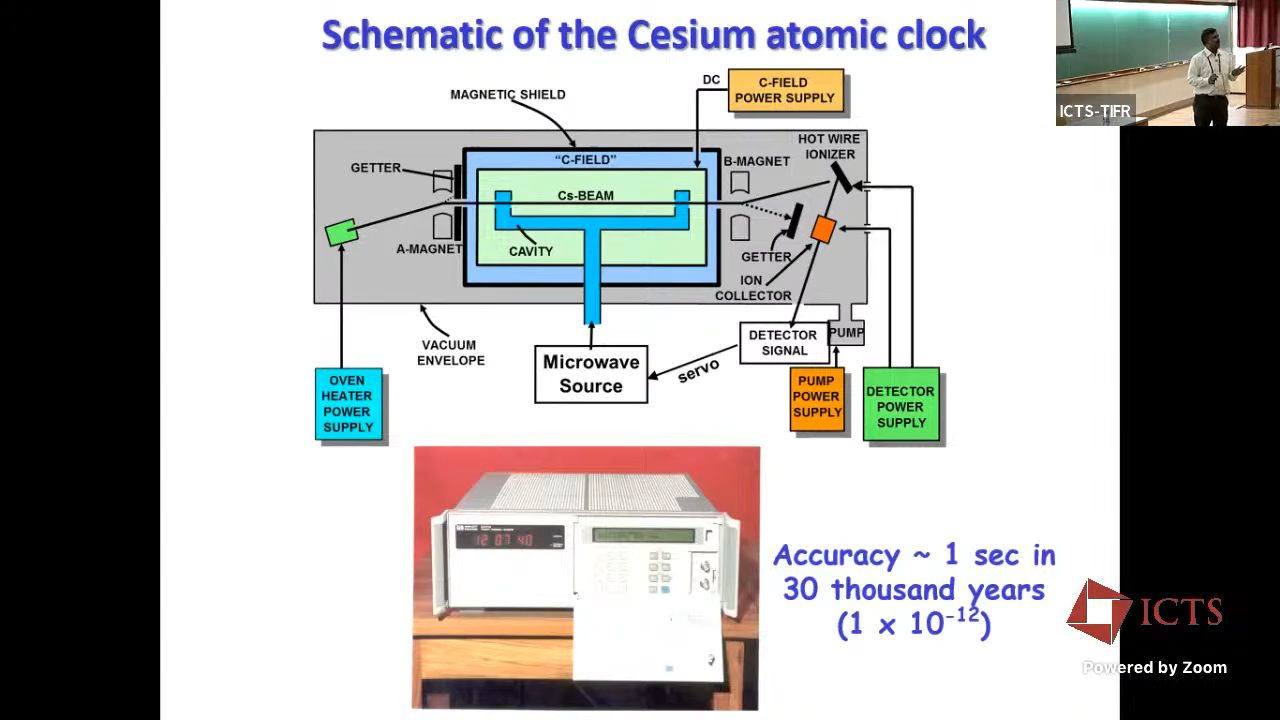 Schematic of the Cesium atomic clock
ICTS-TIFR
DC
C-FIELD
POWER SUPPLY
MAGNETIC SHIELD
HOT WIRE
IONIZER
"C-FIELD"
B-MAGNET
GETTER
Cs-BEAM
A-MAGNET
CAVITY
GETTER
ION
COLLECTOR
VACUUM
ENVELOPE
DETECTOR
SIGNAL
PUMP
Microwave
Source
servo
OVEN
HEATER
POWER
SUPPLY
PUMP
POWER
SUPPLY
DETECTOR
POWER
SUPPLY
12 07 40
Accuracy ~ 1 sec in
30 thousand years
(1 x 10⁻¹²)
ICTS
Powered by Zoom